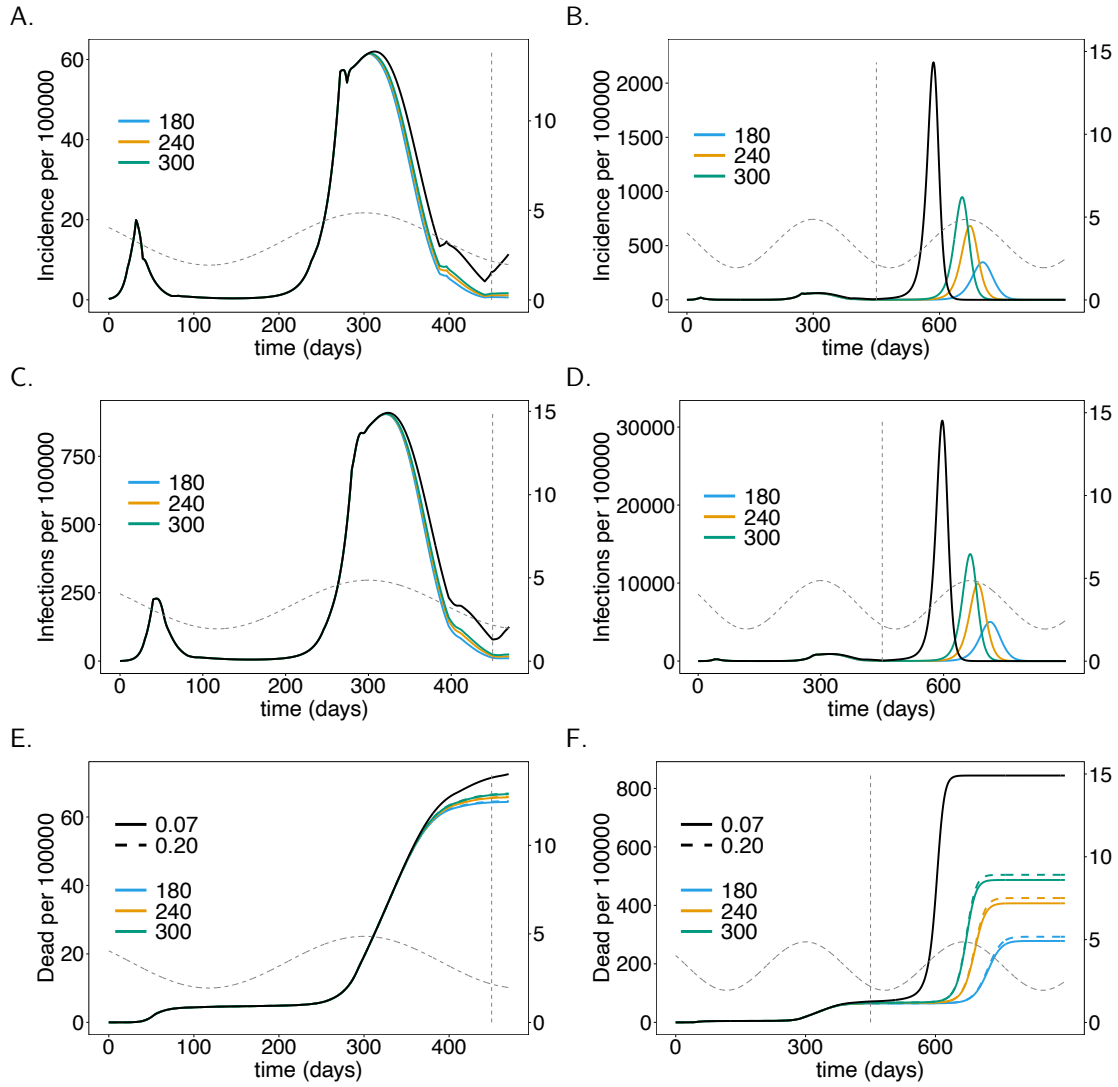 A.
Incidence per 100000
60
40
20
0
180
240
300
10
5
0
0 100 200 300 400
time (days)
B.
Incidence per 100000
2000
1500
1000
500
0
180
240
300
15
10
5
0
0 300 600
time (days)
C.
Infections per 100000
750
500
250
0
180
240
300
15
10
5
0
0 100 200 300 400
time (days)
D.
Infections per 100000
30000
20000
10000
0
180
240
300
15
10
5
0
0 300 600
time (days)
E.
Dead per 100000
60
40
20
0
0.07
0.20
180
240
300
10
5
0
0 100 200 300 400
time (days)
F.
Dead per 100000
800
600
400
200
0
0.07
0.20
180
240
300
15
10
5
0
0 300 600
time (days)